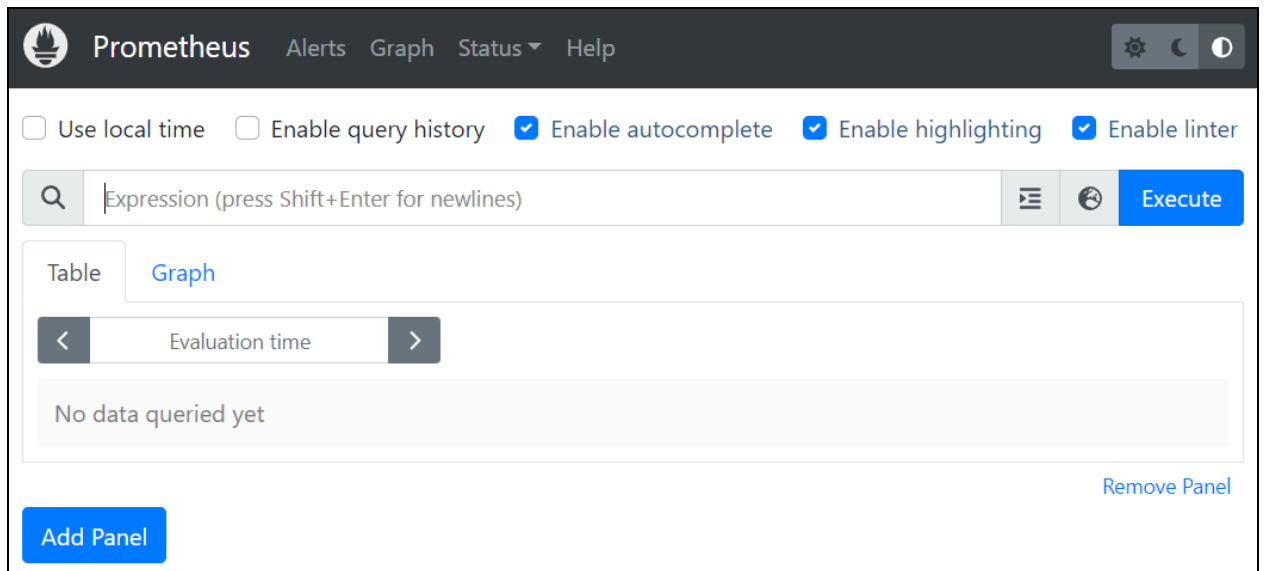 Prometheus Alerts Graph Status Help
Use local time Enable query history Enable autocomplete Enable highlighting Enable linter
Expression (press Shift+Enter for newlines) Execute
Table Graph
Evaluation time
No data queried yet
Remove Panel
Add Panel